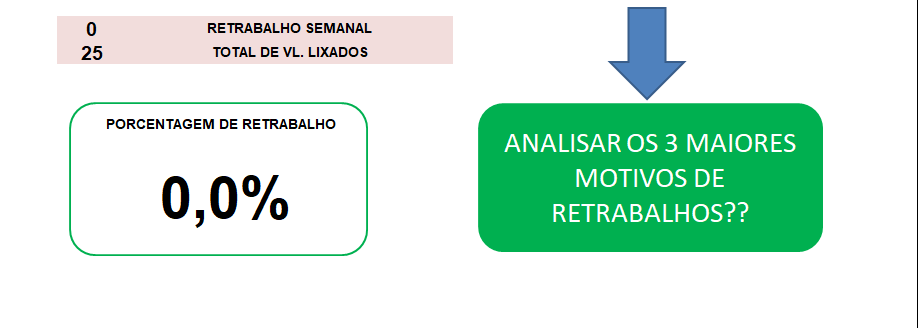 0 RETRABALHO SEMANAL
25 TOTAL DE VL. LIXADOS
PORCENTAGEM DE RETRABALHO
0,0%
ANALISAR OS 3 MAIORES
MOTIVOS DE
RETRABALHOS??